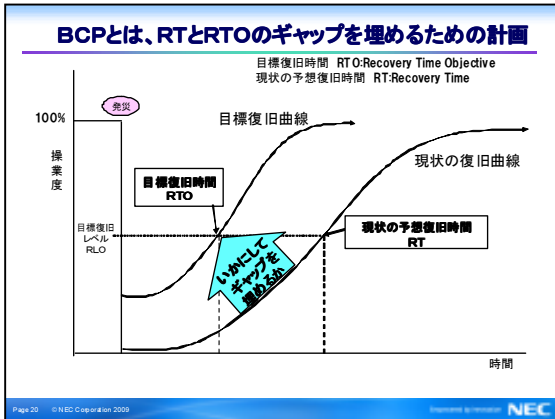 BCPとは、RTとRTOのギャップを埋めるための計画
目標復旧時間 RTO:Recovery Time Objective
現状の予想復旧時間 RT:Recovery Time
発災
100%
操
業
度
目標復旧曲線
現状の復旧曲線
目標復旧時間
RTO
目標復旧
レベル
RLO
現状の予想復旧時間
RT
いかにして
ギャップを
埋めるか
時間
Page 20 © NEC Corporation 2009
Empowered by Innovation NEC